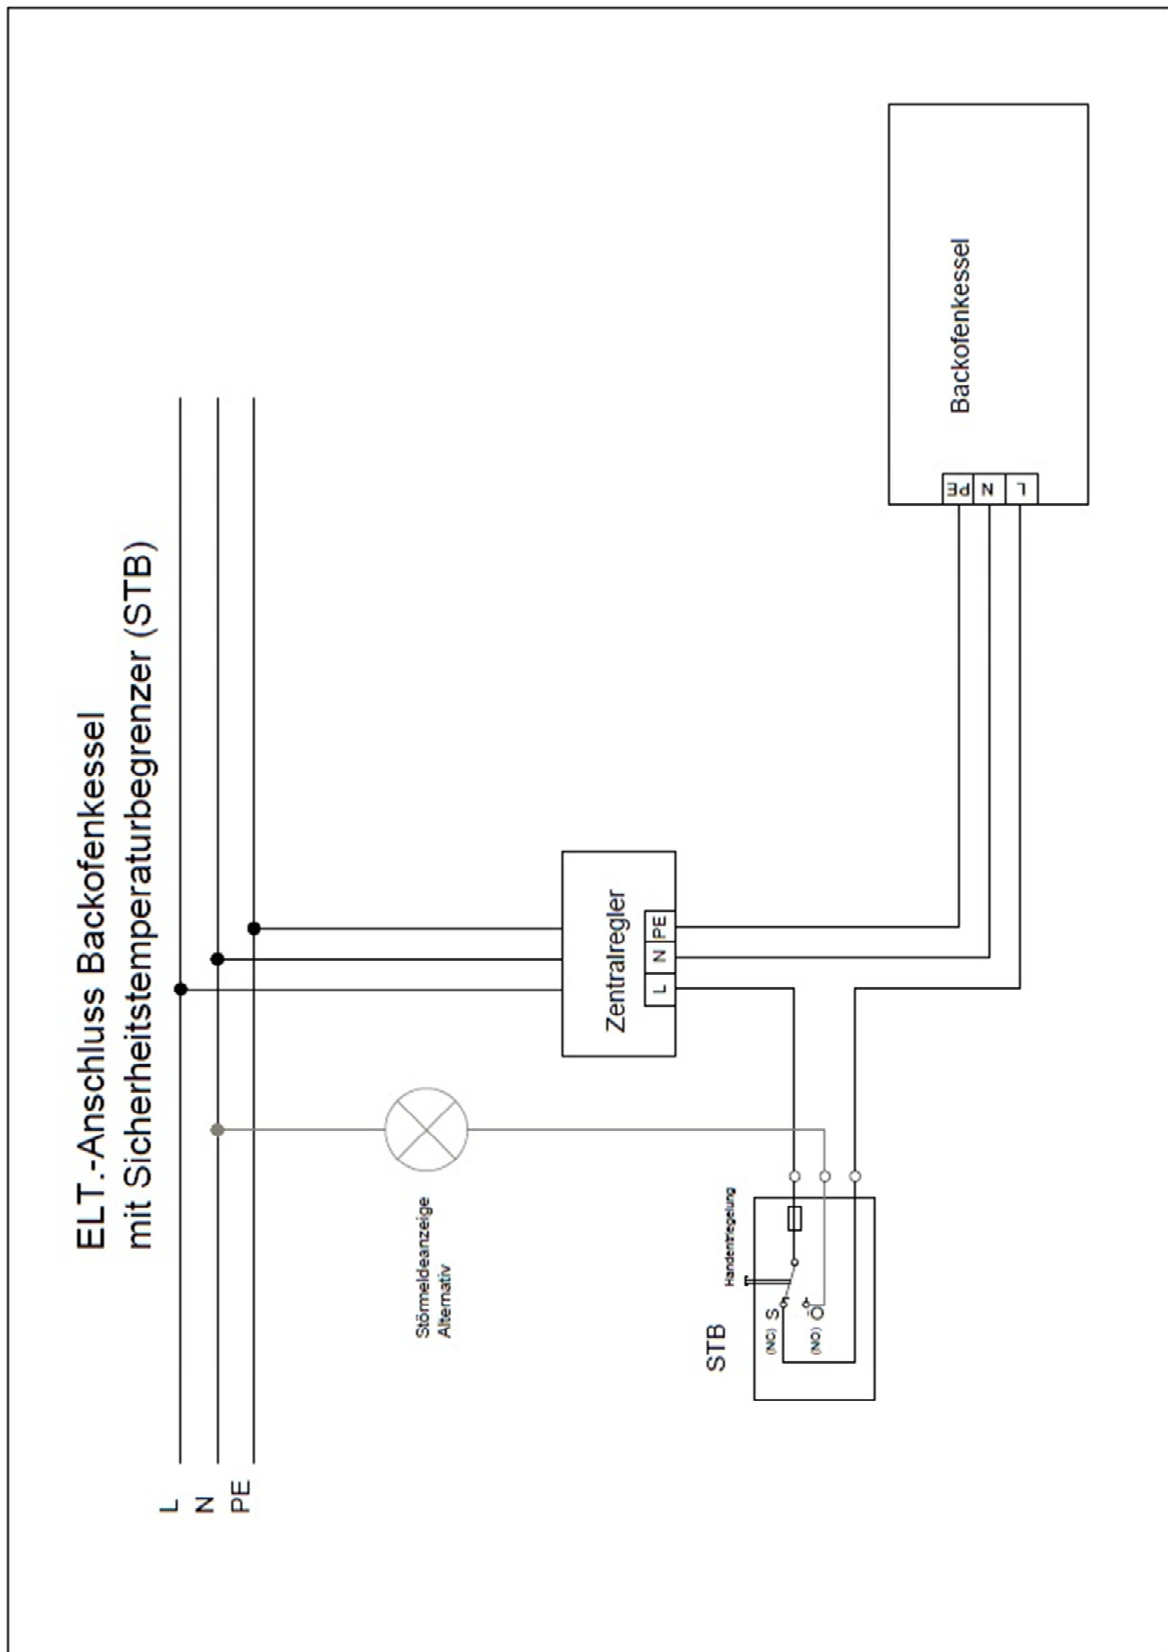 ELT.-Anschluss Backofenkessel
mit Sicherheitstemperaturbegrenzer (STB)
L
N
PE
Störmeldeanzeige
Alternativ
Zentralregler
L
N
PE
STB
Handentriegelung
(NC) S
(NO) Ö
Backofenkessel
PE
N
L